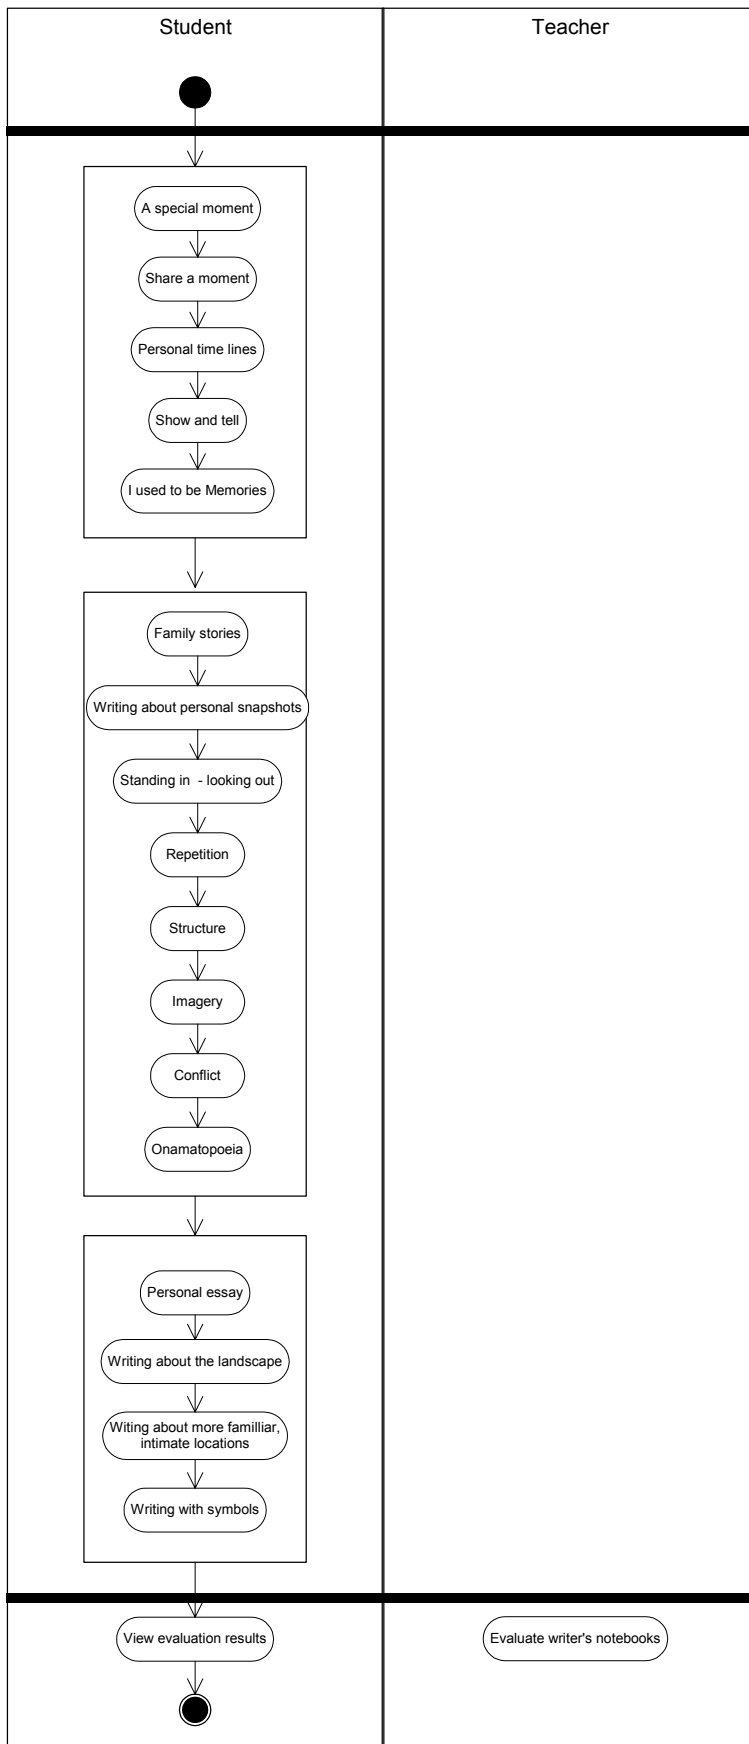 Student
Teacher
A special moment
Share a moment
Personal time lines
Show and tell
I used to be Memories
Family stories
Writing about personal snapshots
Standing in - looking out
Repetition
Structure
Imagery
Conflict
Onamatopoeia
Personal essay
Writing about the landscape
Witing about more familliar,
intimate locations
Writing with symbols
View evaluation results
Evaluate writer's notebooks